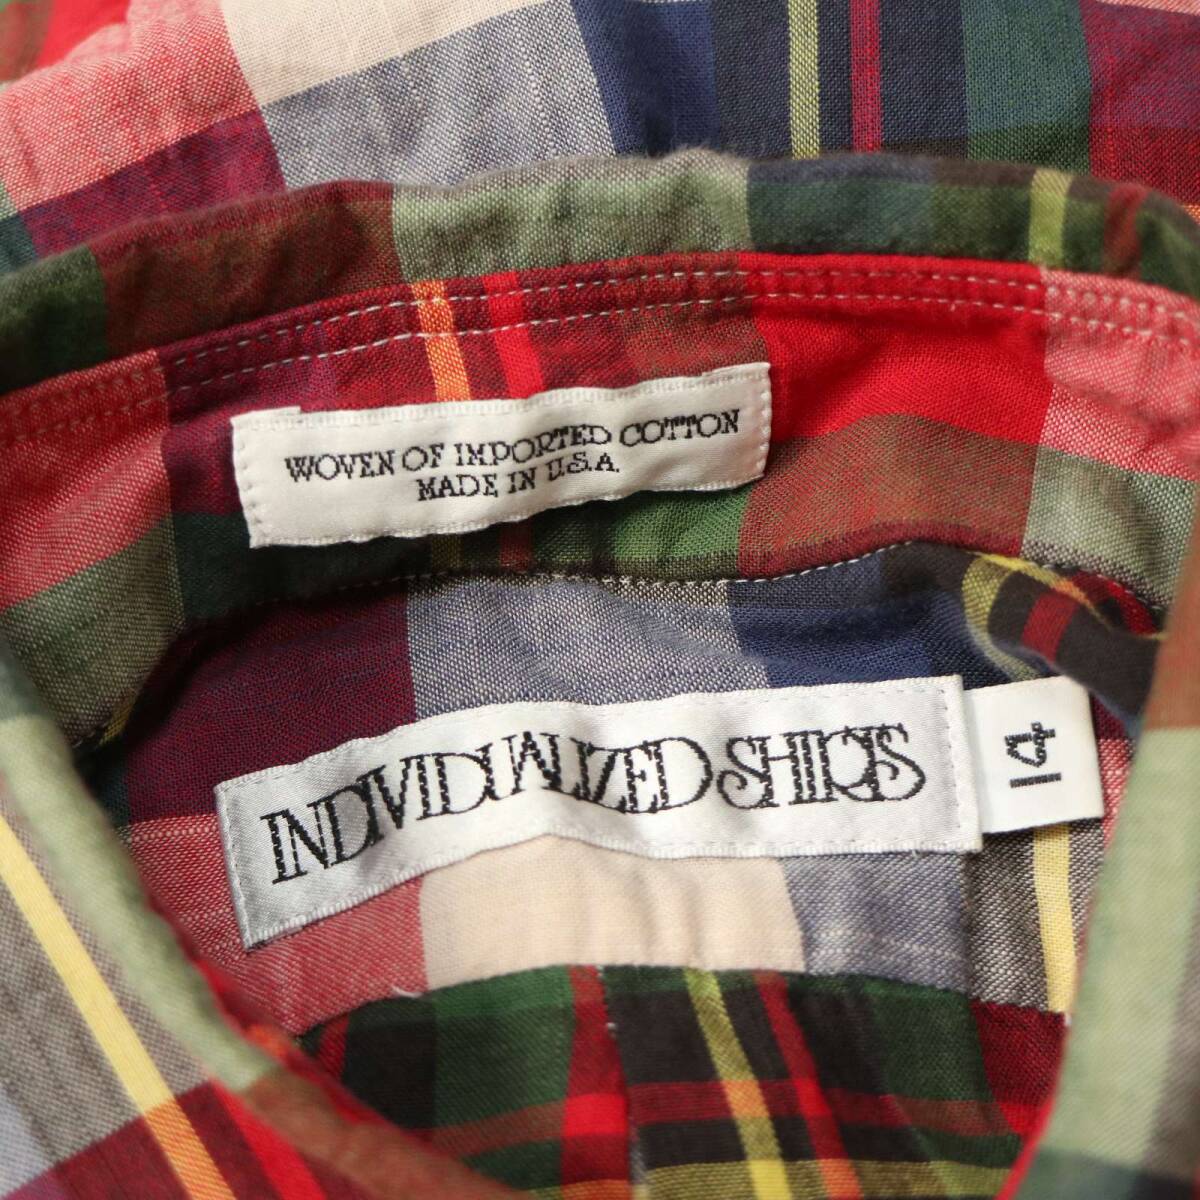 WOVEN OF IMPORTED COTTON
MADE IN U.S.A.
INDIVIDUALIZED SHIRTS
14